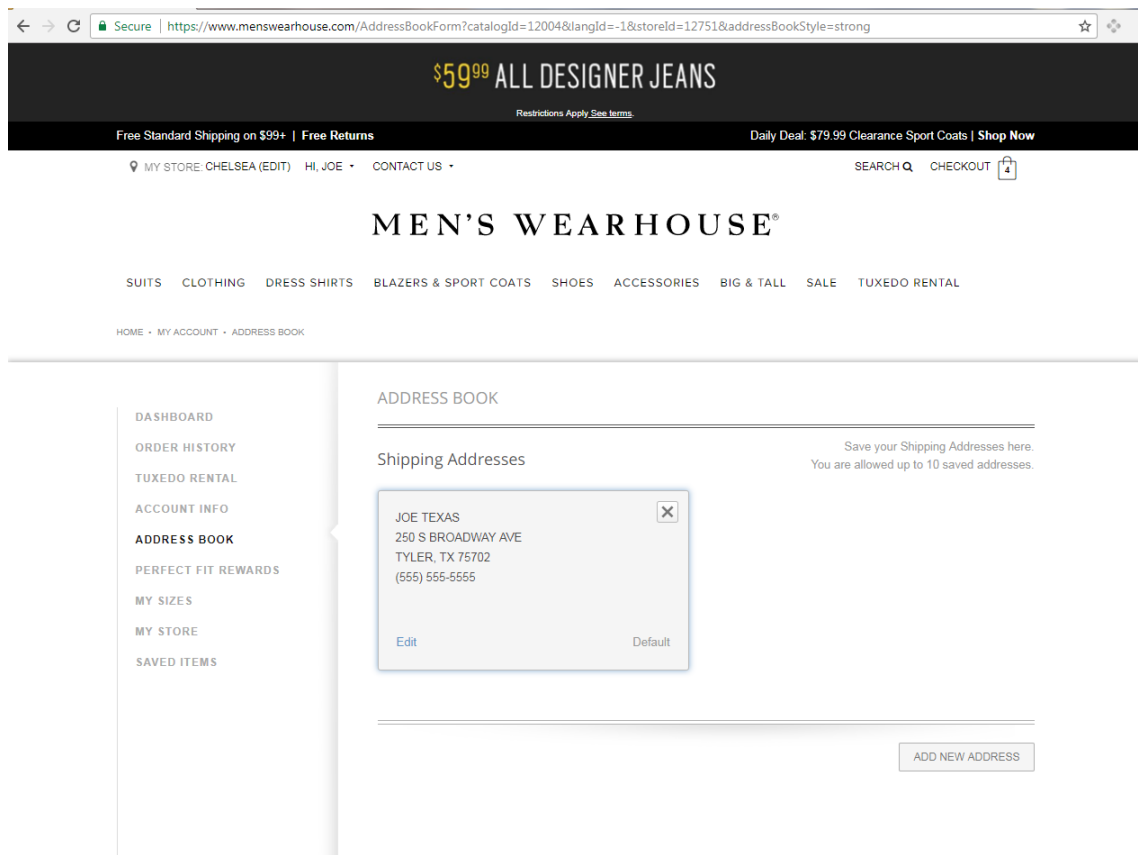 Secure | https://www.menswearhouse.com/AddressBookForm?catalogId=12004&langId=-1&storeId=12751&addressBookStyle=strong
$59⁹⁹ ALL DESIGNER JEANS
Restrictions Apply See terms.
Free Standard Shipping on $99+ | Free Returns Daily Deal: $79.99 Clearance Sport Coats | Shop Now
MY STORE: CHELSEA (EDIT) HI, JOE CONTACT US SEARCH CHECKOUT 4
MEN'S WEARHOUSE®
SUITS CLOTHING DRESS SHIRTS BLAZERS & SPORT COATS SHOES ACCESSORIES BIG & TALL SALE TUXEDO RENTAL
HOME • MY ACCOUNT • ADDRESS BOOK
DASHBOARD
ORDER HISTORY
TUXEDO RENTAL
ACCOUNT INFO
ADDRESS BOOK
PERFECT FIT REWARDS
MY SIZES
MY STORE
SAVED ITEMS
ADDRESS BOOK
Shipping Addresses
Save your Shipping Addresses here.
You are allowed up to 10 saved addresses.
JOE TEXAS
250 S BROADWAY AVE
TYLER, TX 75702
(555) 555-5555
Edit Default
ADD NEW ADDRESS